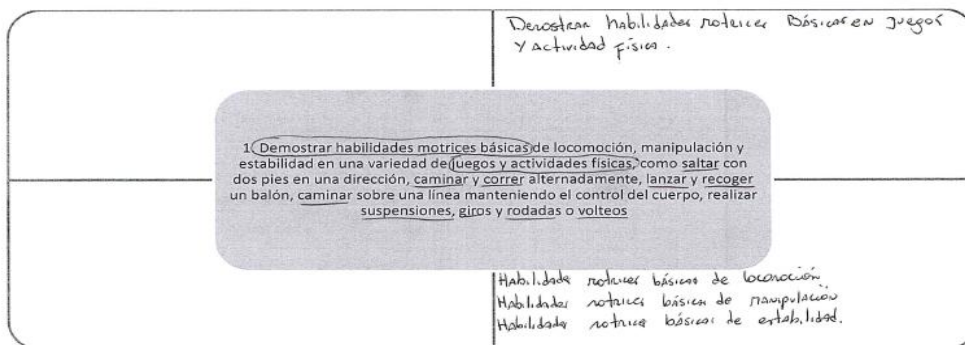 Demostrar habilidades motrices Básicas en Juegos
Y Actividad Física.
1 Demostrar habilidades motrices básicas de locomoción, manipulación y
estabilidad en una variedad de juegos y actividades físicas, como saltar con
dos pies en una dirección, caminar y correr alternadamente, lanzar y recoger
un balón, caminar sobre una línea manteniendo el control del cuerpo, realizar
suspensiones, giros y rodadas o volteos
Habilidades motrices básicas de locomoción
Habilidades motrices básicas de manipulación
Habilidades motrices básicas de estabilidad.